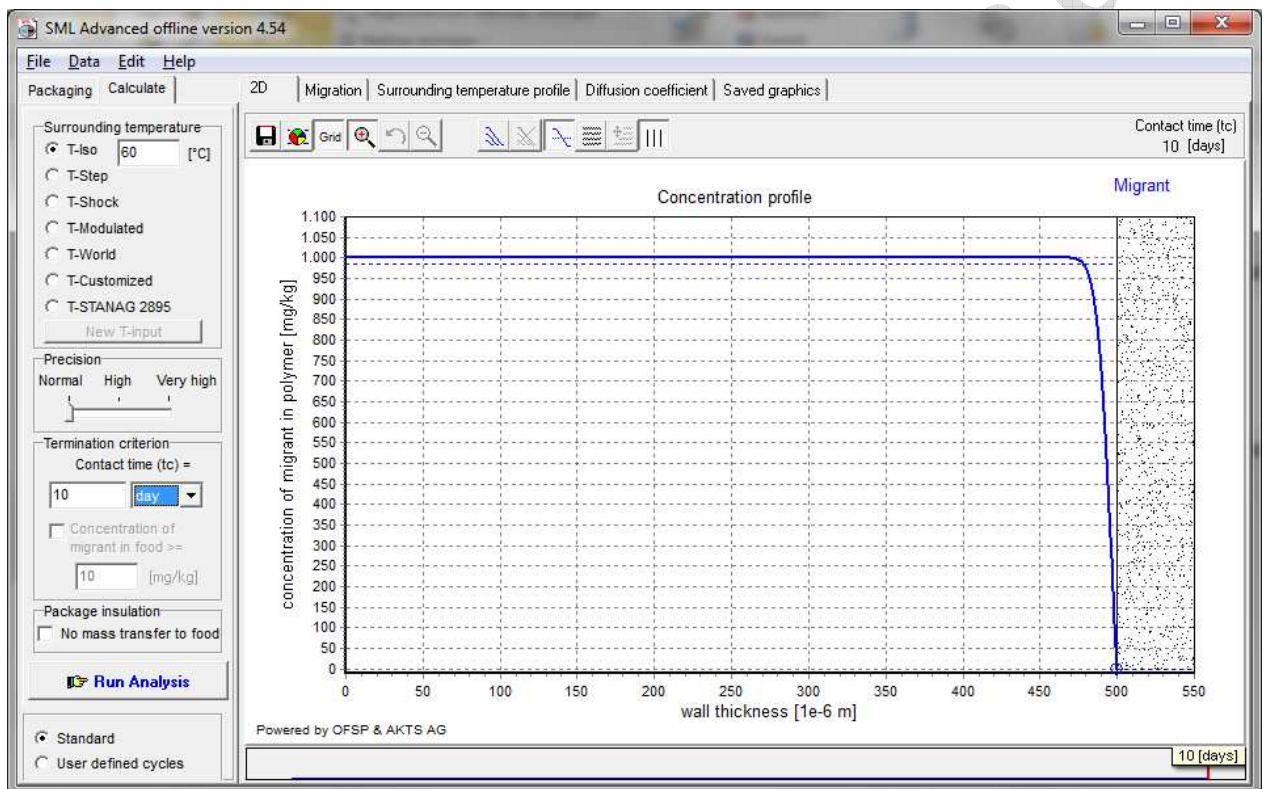 SML Advanced offline version 4.54
File Data Edit Help
Packaging Calculate
2D Migration Surrounding temperature profile Diffusion coefficient Saved graphics
Surrounding temperature
T-Iso 60 [°C]
T-Step
T-Shock
T-Modulated
T-World
T-Customized
T-STANAG 2895
New T-input
Precision
Normal High Very high
Termination criterion
Contact time (tc) =
10 day
Concentration of
migrant in food >=
10 [mg/kg]
Package insulation
No mass transfer to food
Run Analysis
Standard
User defined cycles
Grid
Contact time (tc)
10 [days]
Migrant
Concentration profile
concentration of migrant in polymer [mg/kg]
1.100
1.050
1.000
950
900
850
800
750
700
650
600
550
500
450
400
350
300
250
200
150
100
50
0
0 50 100 150 200 250 300 350 400 450 500 550
wall thickness [1e-6 m]
Powered by OFSP & AKTS AG
10 [days]